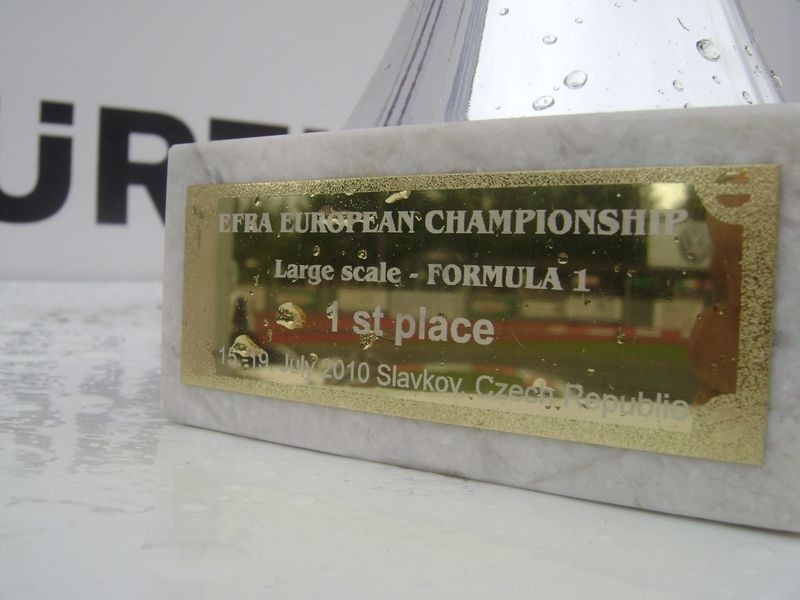 EFRA EUROPEAN CHAMPIONSHIP
Large scale - FORMULA 1
1 st place
15.-19. July 2010 Slavkov, Czech Republic